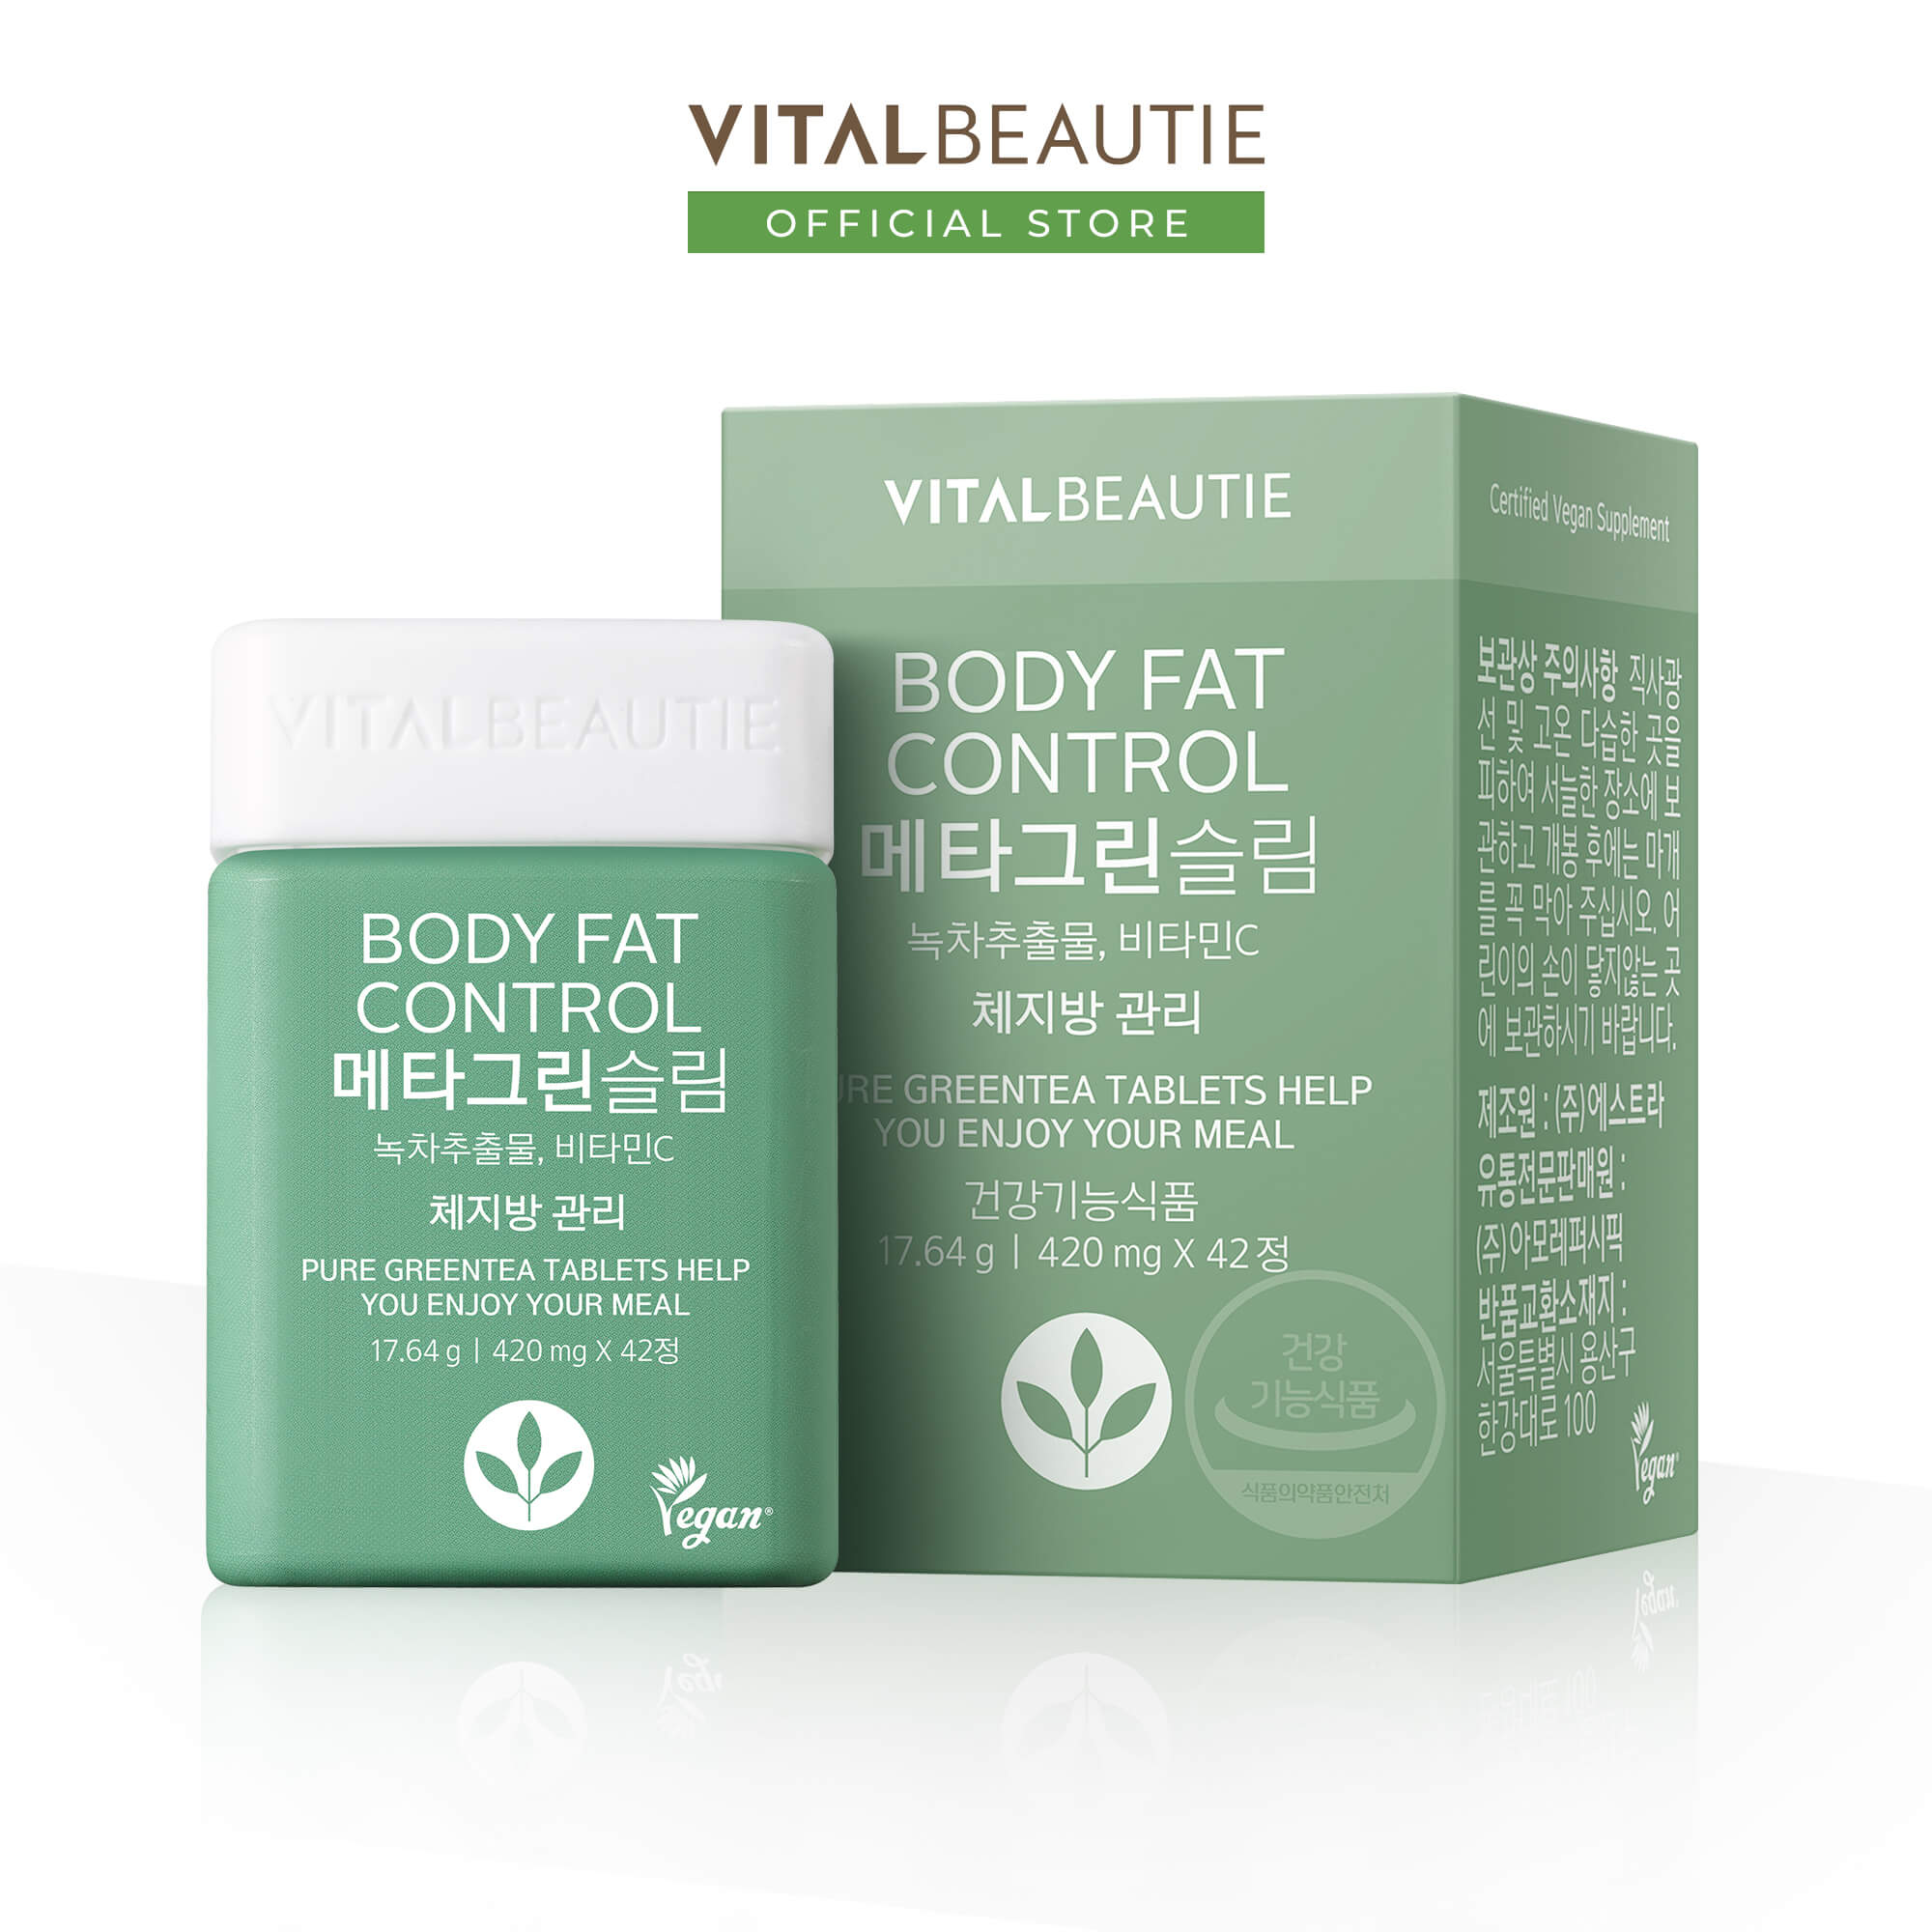 VITALBEAUTIE
OFFICIAL STORE
VITALBEAUTIE
BODY FAT
CONTROL
메타그린슬림
녹차추출물, 비타민C
체지방 관리
PURE GREENTEA TABLETS HELP
YOU ENJOY YOUR MEAL
17.64 g | 420 mg X 42정
Vegan®
VITALBEAUTIE
BODY FAT
CONTROL
메타그린슬림
녹차추출물, 비타민C
체지방 관리
GREENTEA TABLETS HELP
YOU ENJOY YOUR MEAL
건강기능식품
17.64 g | 420 mg X 42정
건강
기능식품
식품의약품안전처
Certified Vegan Supplement
보관상 주의사항 직사광
선 및 고온 다습한 곳을
피하여 서늘한 장소에 보
관하고 개봉 후에는 마개
를 꼭 막아 주십시오. 어
린이의 손이 닿지않는 곳
에 보관하시기 바랍니다.
제조원 : (주)에스트라
유통전문판매원 :
(주)아모레퍼시픽
반품교환소재지 :
서울특별시 용산구
한강대로 100
Vegan®